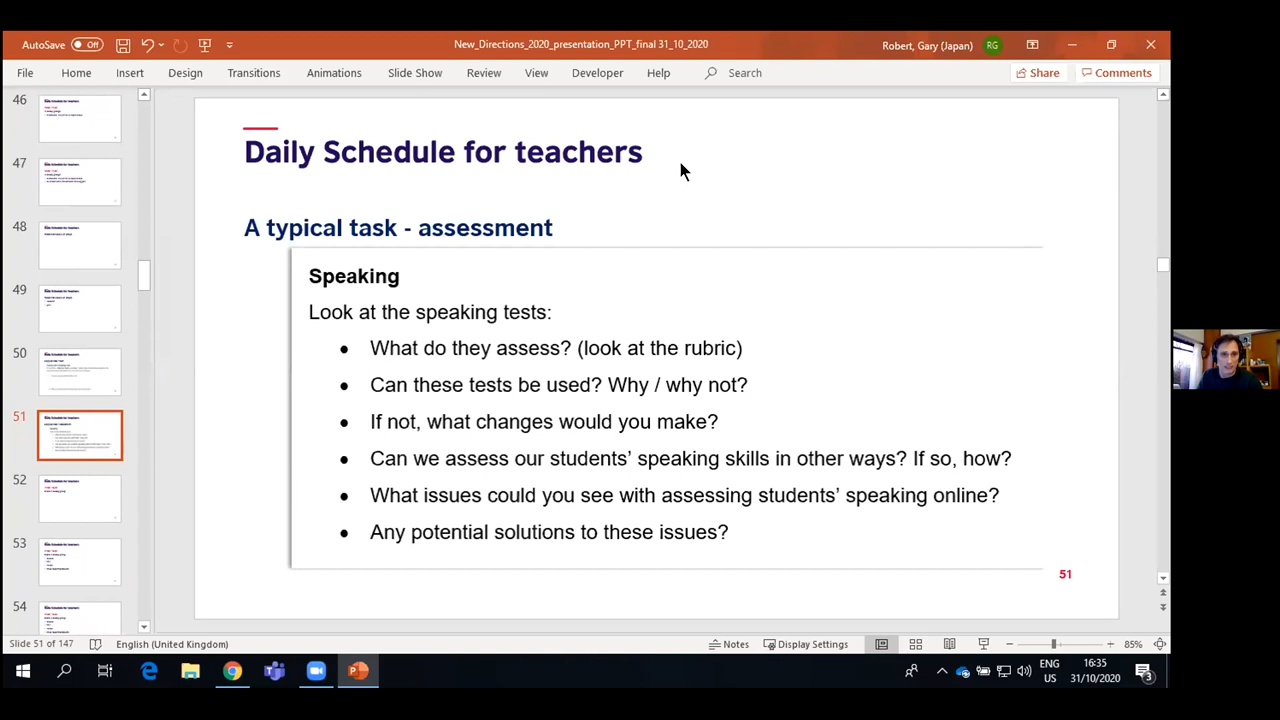 AutoSave Off
New_Directions_2020_presentation_PPT_final 31_10_2020
Robert, Gary (Japan) RG
File Home Insert Design Transitions Animations Slide Show Review View Developer Help Search
Share Comments
46
47
48
49
50
51
52
53
54
Daily Schedule for teachers
A typical task - assessment
Speaking
Look at the speaking tests:
• What do they assess? (look at the rubric)
• Can these tests be used? Why / why not?
• If not, what changes would you make?
• Can we assess our students’ speaking skills in other ways? If so, how?
• What issues could you see with assessing students’ speaking online?
• Any potential solutions to these issues?
51
Slide 51 of 147 English (United Kingdom) Notes Display Settings 85%
ENG 16:35
US 31/10/2020 3